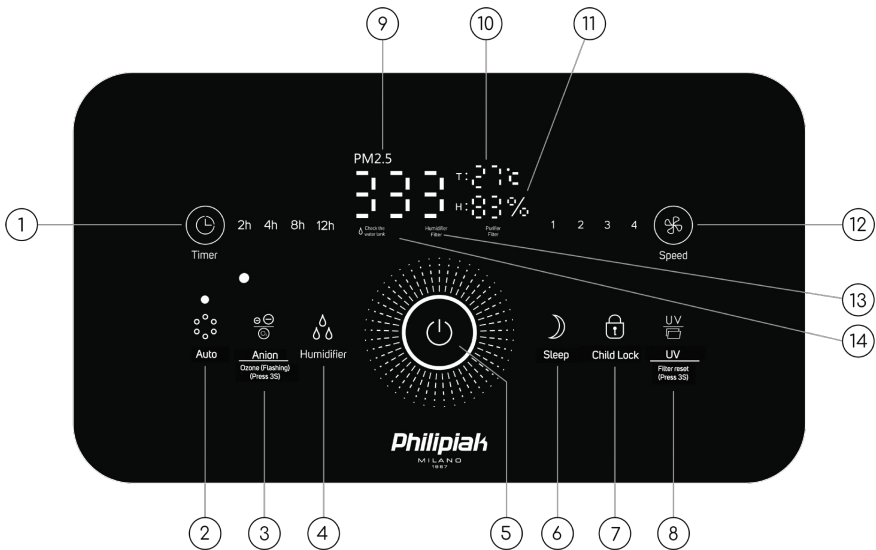 9
10
11
PM2.5
333
T:27°C
H:83%
1
Timer
2h 4h 8h 12h
Check the
water tank
Humidifier
Filter
Purifier
Filter
1 2 3 4
Speed
12
13
14
Auto
Anion
Ozone (Flashing)
(Press 3S)
Humidifier
Sleep
Child Lock
UV
UV
Filter reset
(Press 3S)
Philipiak
MILANO
1967
2
3
4
5
6
7
8